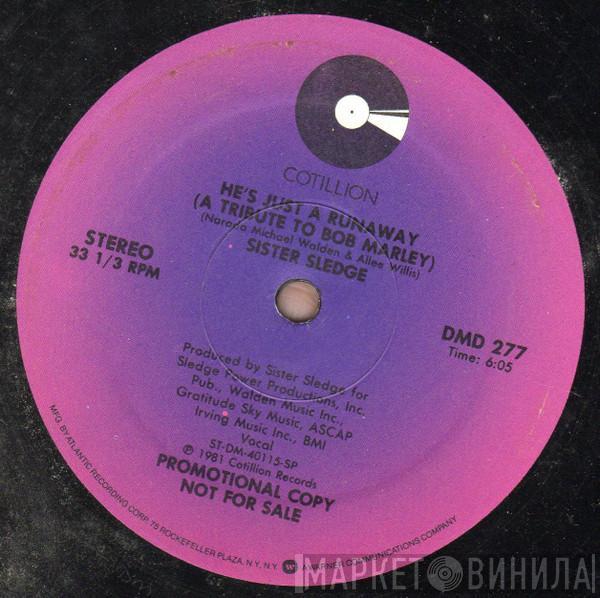 COTILLION
HE'S JUST A RUNAWAY
(A TRIBUTE TO BOB MARLEY)
(Narada Michael Walden & Allee Willis)
SISTER SLEDGE
STEREO
33 1/3 RPM
DMD 277
Time: 6:05
Produced by Sister Sledge for
Sledge Power Productions, Inc.
Pub., Walden Music Inc.,
Gratitude Sky Music, ASCAP
Irving Music Inc., BMI
Vocal
ST-DM-40115-SP
℗ 1981 Cotillion Records
PROMOTIONAL COPY
NOT FOR SALE
MFG. BY ATLANTIC RECORDING CORP. 75 ROCKEFELLER PLAZA, N.Y., N.Y. A WARNER COMMUNICATIONS COMPANY
МАРКЕТ ВИНИЛА